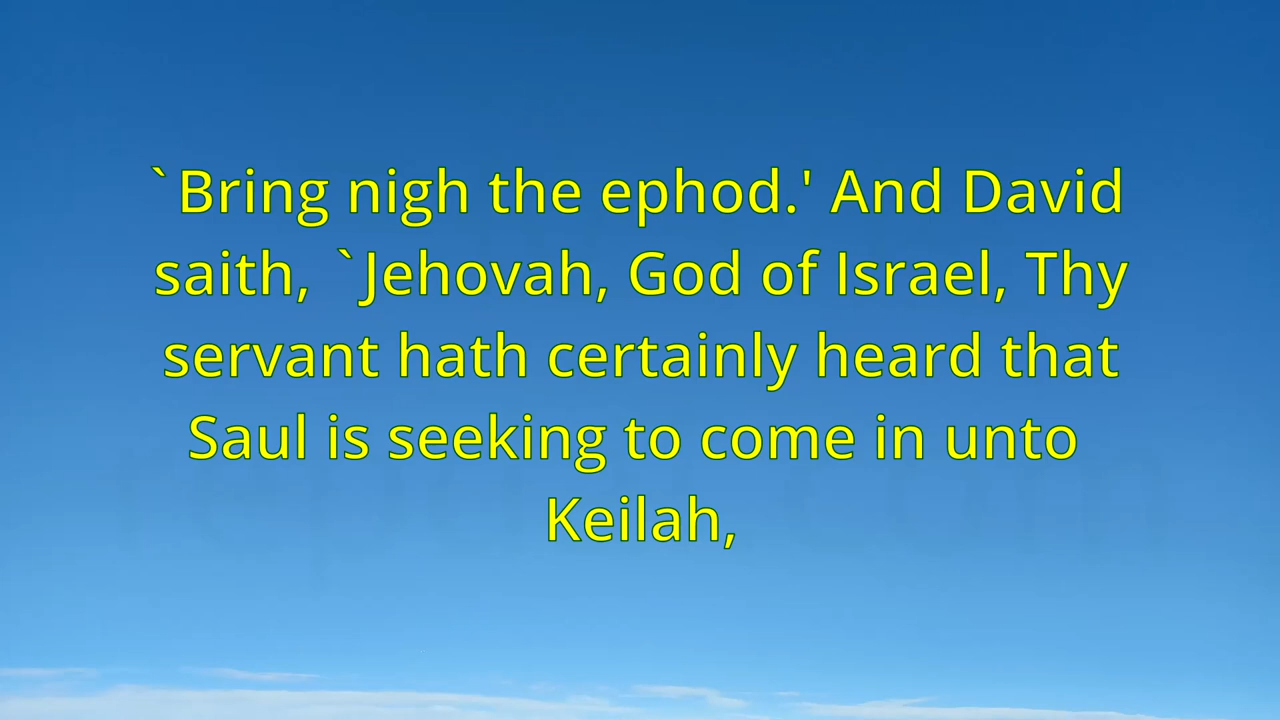 `Bring nigh the ephod.' And David
saith, `Jehovah, God of Israel, Thy
servant hath certainly heard that
Saul is seeking to come in unto
Keilah,